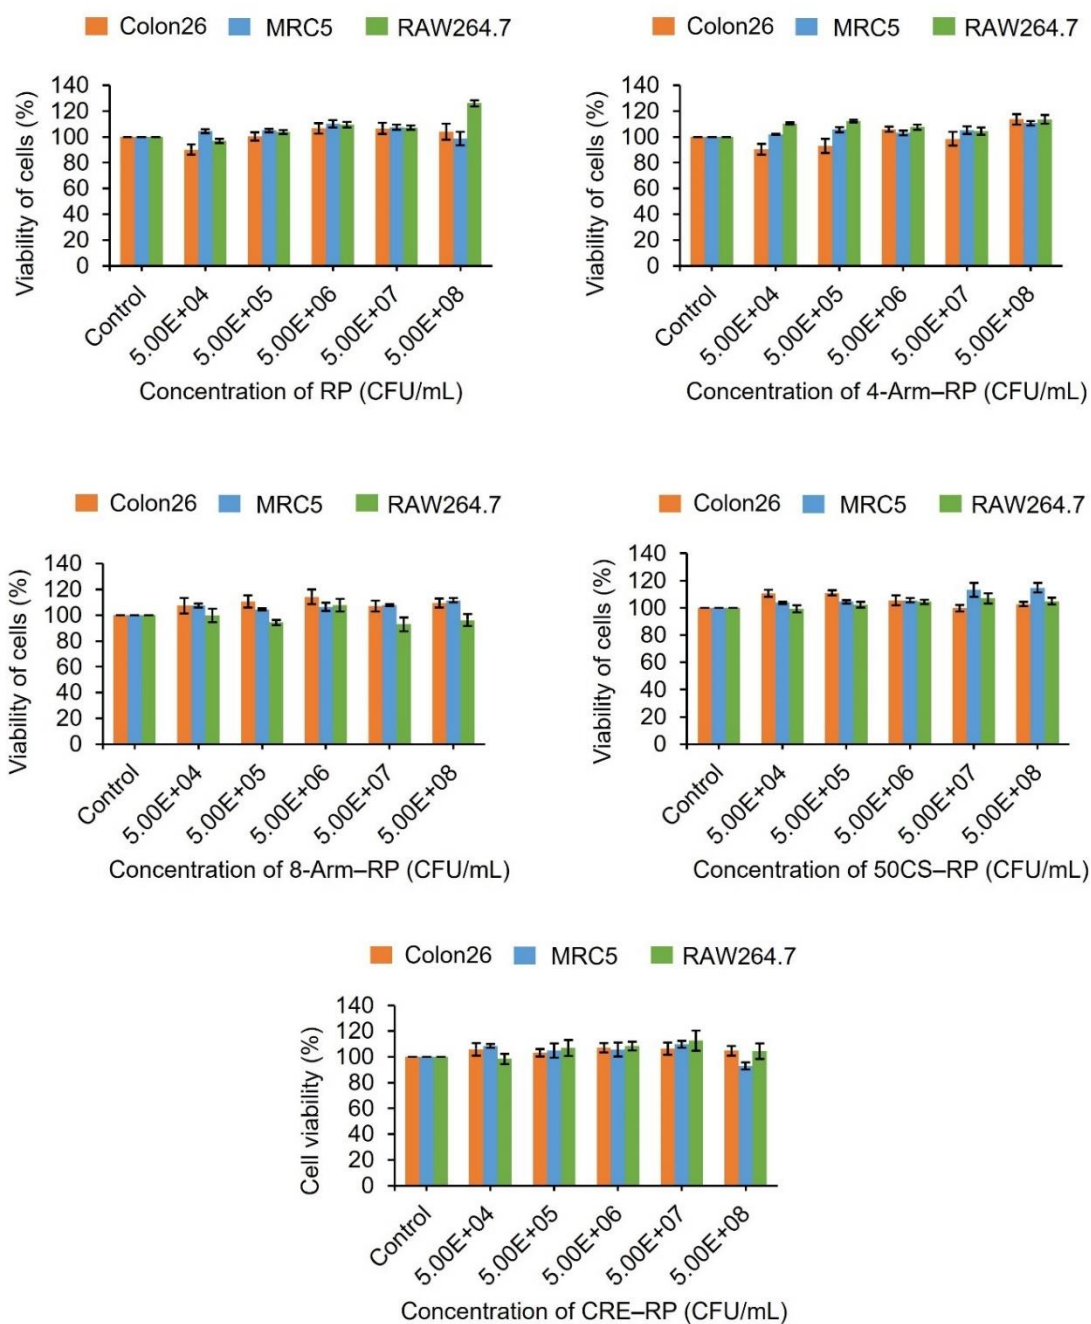 Colon26 MRC5 RAW264.7
Viability of cells (%)
140
120
100
80
60
40
20
0
Control 5.00E+04 5.00E+05 5.00E+06 5.00E+07 5.00E+08
Concentration of RP (CFU/mL)
Colon26 MRC5 RAW264.7
Viability of cells (%)
140
120
100
80
60
40
20
0
Control 5.00E+04 5.00E+05 5.00E+06 5.00E+07 5.00E+08
Concentration of 4-Arm–RP (CFU/mL)
Colon26 MRC5 RAW264.7
Viability of cells (%)
140
120
100
80
60
40
20
0
Control 5.00E+04 5.00E+05 5.00E+06 5.00E+07 5.00E+08
Concentration of 8-Arm–RP (CFU/mL)
Colon26 MRC5 RAW264.7
Viability of cells (%)
140
120
100
80
60
40
20
0
Control 5.00E+04 5.00E+05 5.00E+06 5.00E+07 5.00E+08
Concentration of 50CS–RP (CFU/mL)
Colon26 MRC5 RAW264.7
Cell viability (%)
140
120
100
80
60
40
20
0
Control 5.00E+04 5.00E+05 5.00E+06 5.00E+07 5.00E+08
Concentration of CRE–RP (CFU/mL)